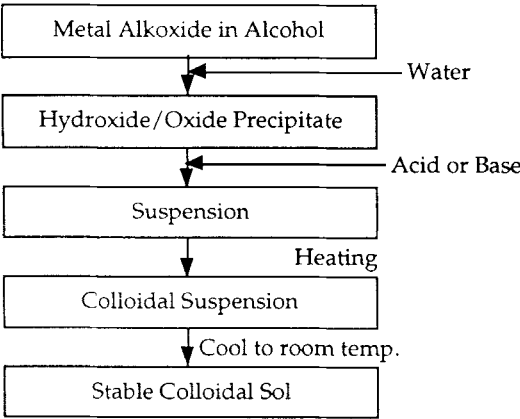 Metal Alkoxide in Alcohol
Water
Hydroxide/Oxide Precipitate
Acid or Base
Suspension
Heating
Colloidal Suspension
Cool to room temp.
Stable Colloidal Sol